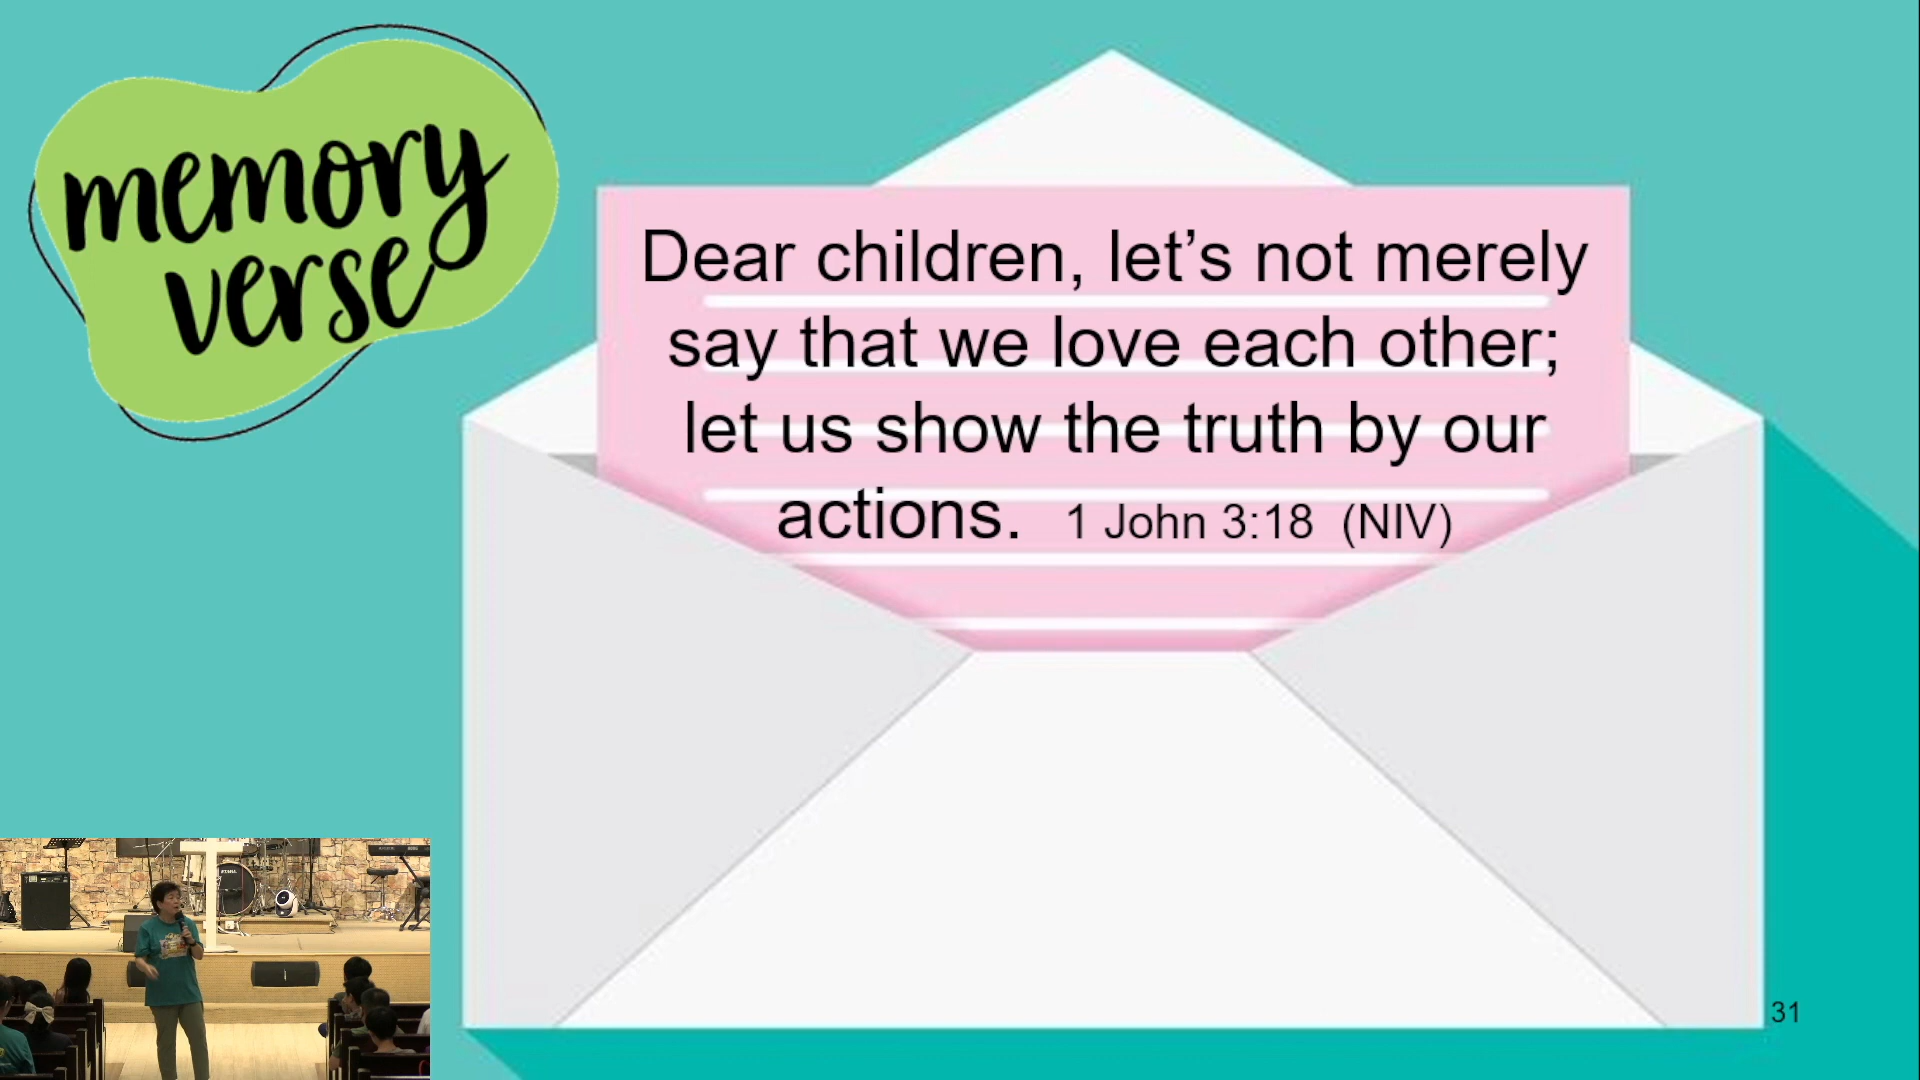 memory
verse
Dear children, let’s not merely
say that we love each other;
let us show the truth by our
actions. 1 John 3:18 (NIV)
31